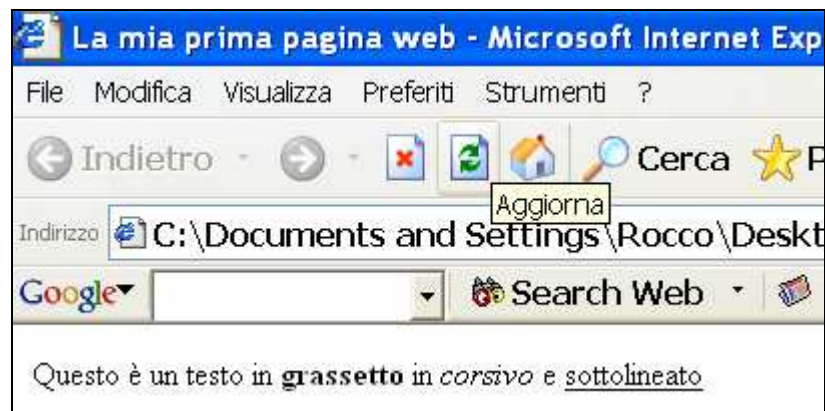 La mia prima pagina web - Microsoft Internet Exp
File Modifica Visualizza Preferiti Strumenti ?
Indietro Cerca P
Aggiorna
Indirizzo C:\Documents and Settings\Rocco\Deskt
Google Search Web
Questo è un testo in grassetto in corsivo e sottolineato